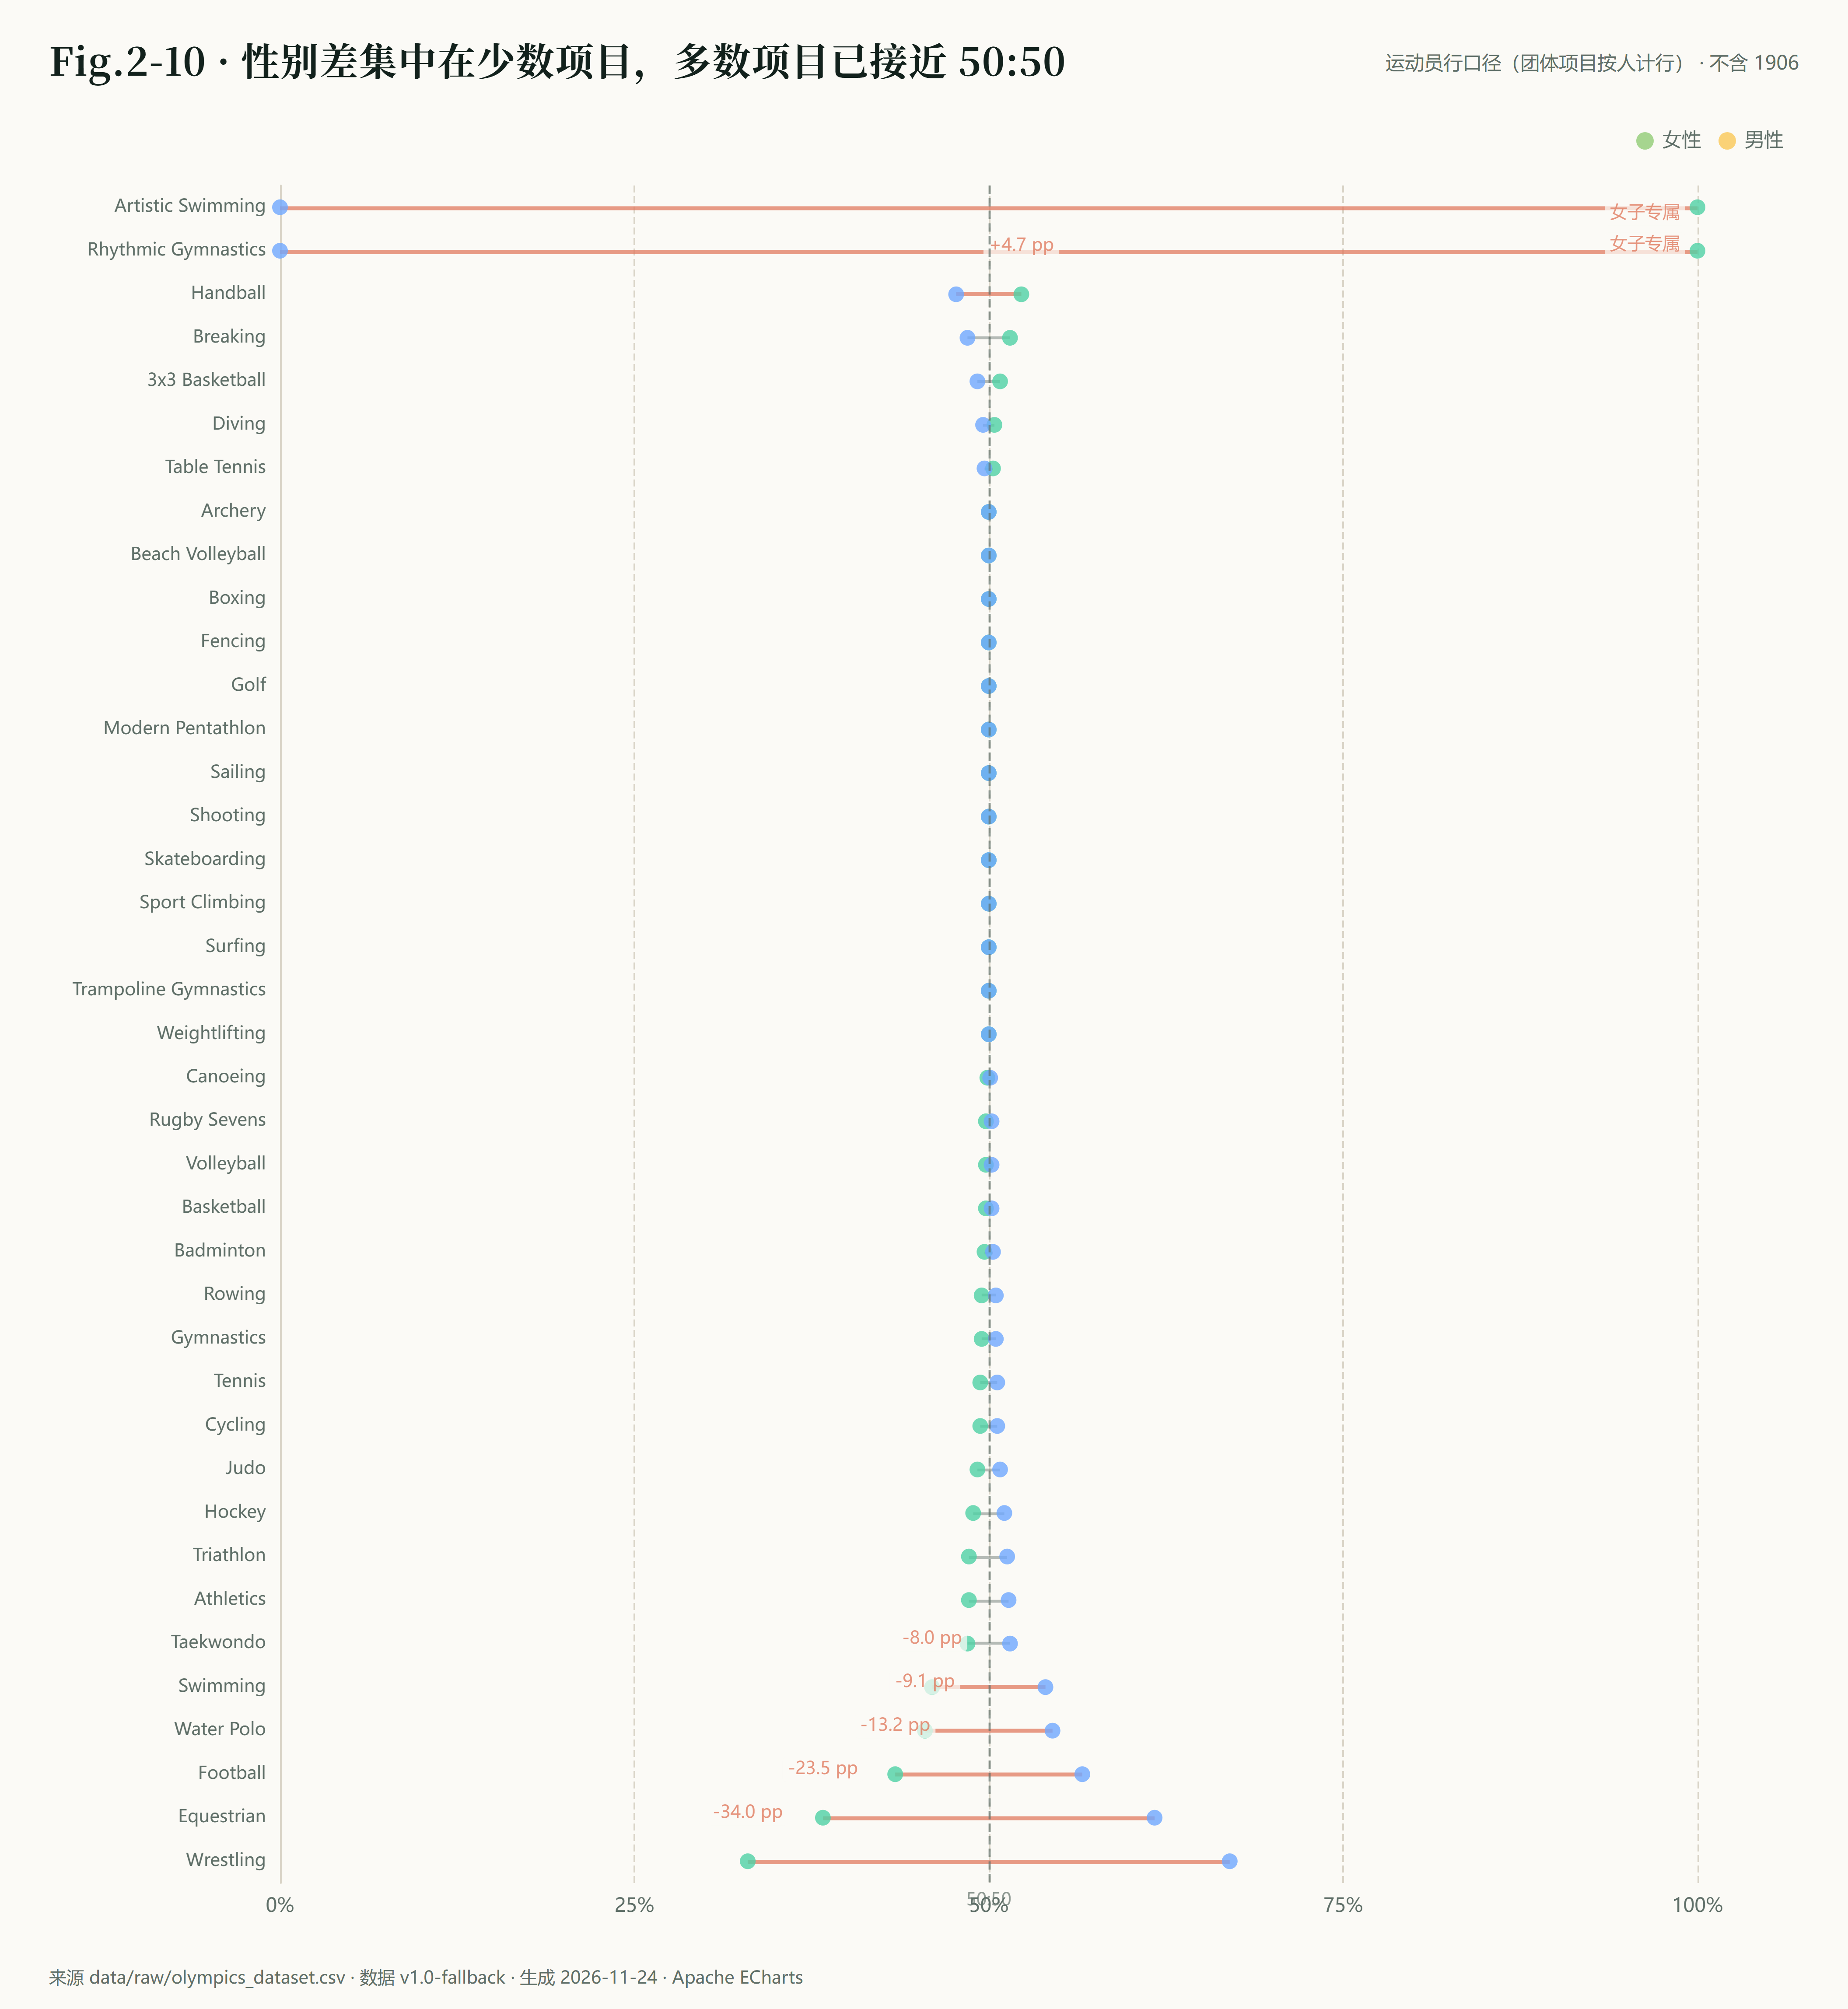 Fig.2-10 · 性别差集中在少数项目，多数项目已接近 50:50
运动员行口径（团体项目按人计行） · 不含 1906
女性 男性
Artistic Swimming 女子专属
Rhythmic Gymnastics +4.7 pp 女子专属
Handball
Breaking
3x3 Basketball
Diving
Table Tennis
Archery
Beach Volleyball
Boxing
Fencing
Golf
Modern Pentathlon
Sailing
Shooting
Skateboarding
Sport Climbing
Surfing
Trampoline Gymnastics
Weightlifting
Canoeing
Rugby Sevens
Volleyball
Basketball
Badminton
Rowing
Gymnastics
Tennis
Cycling
Judo
Hockey
Triathlon
Athletics
Taekwondo -8.0 pp
Swimming -9.1 pp
Water Polo -13.2 pp
Football -23.5 pp
Equestrian -34.0 pp
Wrestling
50:50
0% 25% 50% 75% 100%
来源 data/raw/olympics_dataset.csv · 数据 v1.0-fallback · 生成 2026-11-24 · Apache ECharts